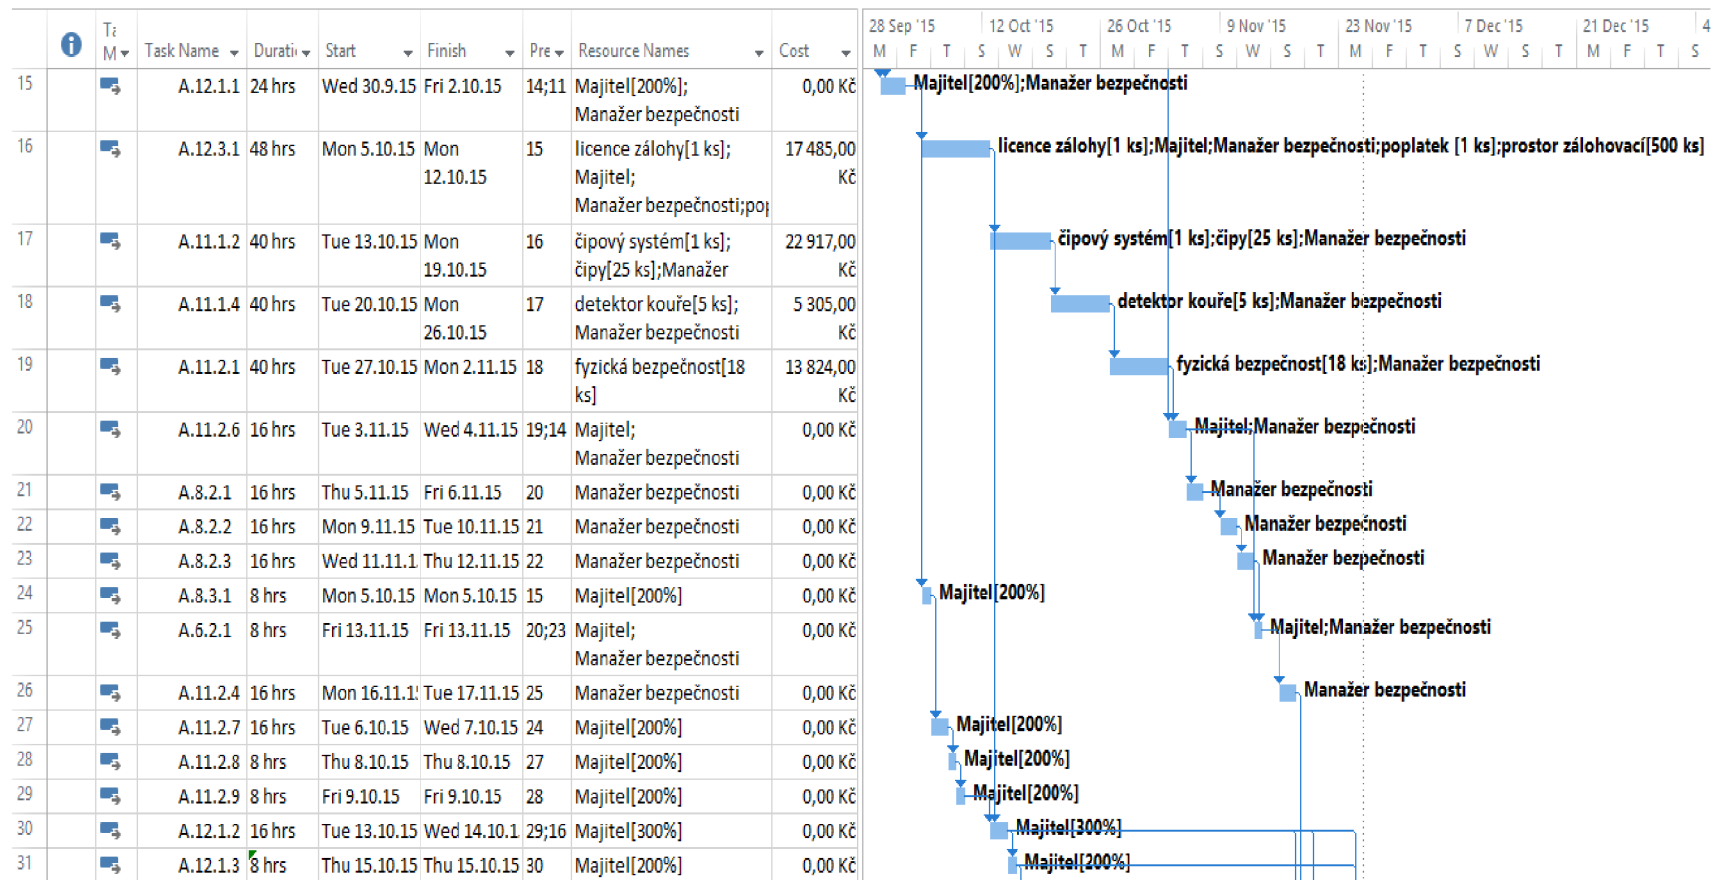 28 Sep '15 12 Oct '15 26 Oct '15 9 Nov '15 23 Nov '15 7 Dec '15 21 Dec '15 4
Ta
M Task Name Durati Start Finish Pre Resource Names Cost M F T S W S T M F T S W S T M F T S W S T M F T S
15 A.12.1.1 24 hrs Wed 30.9.15 Fri 2.10.15 14;11 Majitel[200%]; 0,00 Kč Majitel[200%];Manažer bezpečnosti
Manažer bezpečnosti
16 A.12.3.1 48 hrs Mon 5.10.15 Mon 15 licence zálohy[1 ks]; 17 485,00 licence zálohy[1 ks];Majitel;Manažer bezpečnosti;poplatek [1 ks];prostor zálohovací[500 ks]
12.10.15 Majitel; Kč
Manažer bezpečnosti;pop
17 A.11.1.2 40 hrs Tue 13.10.15 Mon 16 čipový systém[1 ks]; 22 917,00 čipový systém[1 ks];čipy[25 ks];Manažer bezpečnosti
19.10.15 čipy[25 ks];Manažer Kč
18 A.11.1.4 40 hrs Tue 20.10.15 Mon 17 detektor kouře[5 ks]; 5 305,00 detektor kouře[5 ks];Manažer bezpečnosti
26.10.15 Manažer bezpečnosti Kč
19 A.11.2.1 40 hrs Tue 27.10.15 Mon 2.11.15 18 fyzická bezpečnost[18 13 824,00 fyzická bezpečnost[18 ks];Manažer bezpečnosti
ks] Kč
20 A.11.2.6 16 hrs Tue 3.11.15 Wed 4.11.15 19;14 Majitel; 0,00 Kč Majitel;Manažer bezpečnosti
Manažer bezpečnosti
21 A.8.2.1 16 hrs Thu 5.11.15 Fri 6.11.15 20 Manažer bezpečnosti 0,00 Kč Manažer bezpečnosti
22 A.8.2.2 16 hrs Mon 9.11.15 Tue 10.11.15 21 Manažer bezpečnosti 0,00 Kč Manažer bezpečnosti
23 A.8.2.3 16 hrs Wed 11.11.1 Thu 12.11.15 22 Manažer bezpečnosti 0,00 Kč Manažer bezpečnosti
24 A.8.3.1 8 hrs Mon 5.10.15 Mon 5.10.15 15 Majitel[200%] 0,00 Kč Majitel[200%]
25 A.6.2.1 8 hrs Fri 13.11.15 Fri 13.11.15 20;23 Majitel; 0,00 Kč Majitel;Manažer bezpečnosti
Manažer bezpečnosti
26 A.11.2.4 16 hrs Mon 16.11.1 Tue 17.11.15 25 Manažer bezpečnosti 0,00 Kč Manažer bezpečnosti
27 A.11.2.7 16 hrs Tue 6.10.15 Wed 7.10.15 24 Majitel[200%] 0,00 Kč Majitel[200%]
28 A.11.2.8 8 hrs Thu 8.10.15 Thu 8.10.15 27 Majitel[200%] 0,00 Kč Majitel[200%]
29 A.11.2.9 8 hrs Fri 9.10.15 Fri 9.10.15 28 Majitel[200%] 0,00 Kč Majitel[200%]
30 A.12.1.2 16 hrs Tue 13.10.15 Wed 14.10.1 29;16 Majitel[300%] 0,00 Kč Majitel[300%]
31 A.12.1.3 8 hrs Thu 15.10.15 Thu 15.10.15 30 Majitel[200%] 0,00 Kč Majitel[200%]